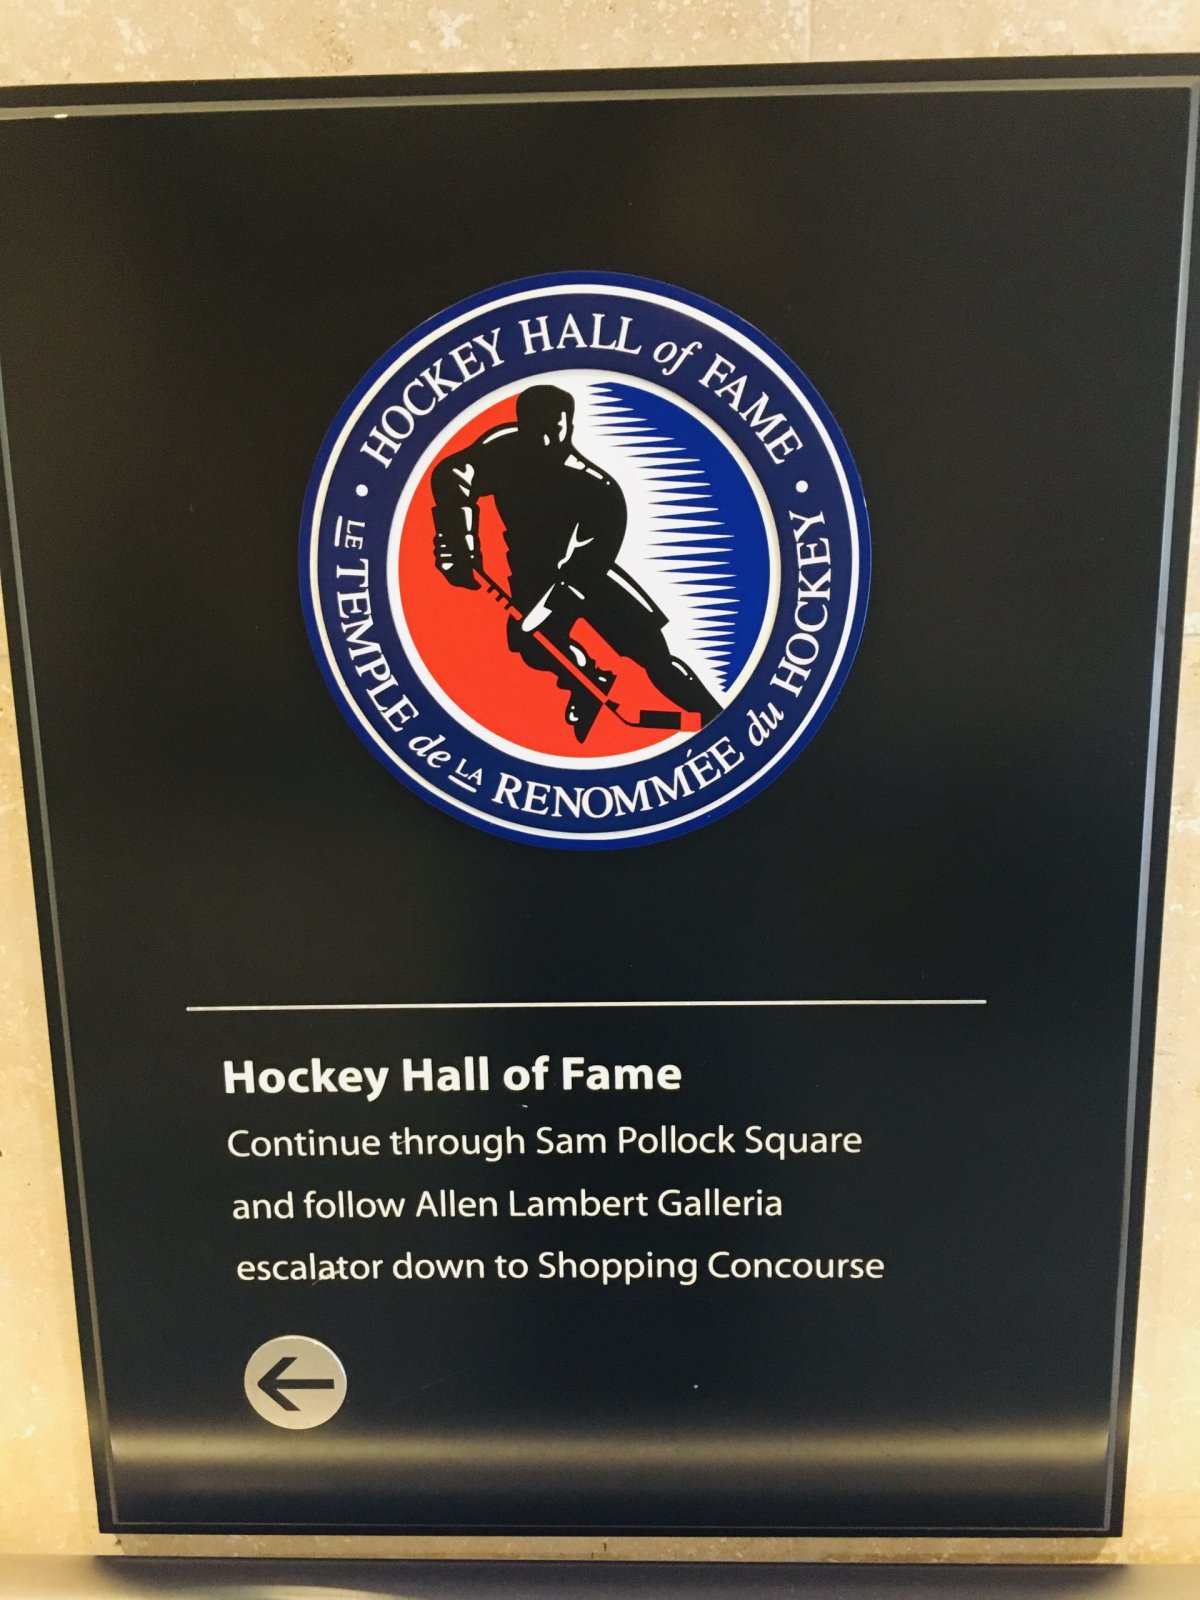 HOCKEY HALL of FAME
LE TEMPLE de LA RENOMMÉE du HOCKEY
Hockey Hall of Fame
Continue through Sam Pollock Square
and follow Allen Lambert Galleria
escalator down to Shopping Concourse